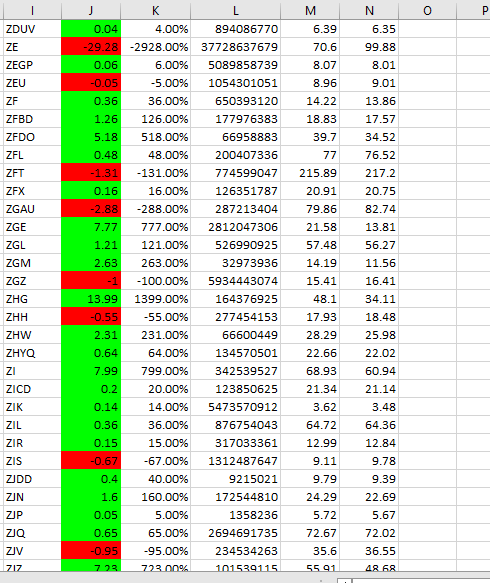 I J K L M N O P
ZDUV 0.04 4.00% 894086770 6.39 6.35
ZE -29.28 -2928.00% 37728637679 70.6 99.88
ZEGP 0.06 6.00% 5089858739 8.07 8.01
ZEU -0.05 -5.00% 1054301051 8.96 9.01
ZF 0.36 36.00% 650393120 14.22 13.86
ZFBD 1.26 126.00% 177976383 18.83 17.57
ZFDO 5.18 518.00% 66958883 39.7 34.52
ZFL 0.48 48.00% 200407336 77 76.52
ZFT -1.31 -131.00% 774599047 215.89 217.2
ZFX 0.16 16.00% 126351787 20.91 20.75
ZGAU -2.88 -288.00% 287213404 79.86 82.74
ZGE 7.77 777.00% 2812047306 21.58 13.81
ZGL 1.21 121.00% 526990925 57.48 56.27
ZGM 2.63 263.00% 32973936 14.19 11.56
ZGZ -1 -100.00% 5934443074 15.41 16.41
ZHG 13.99 1399.00% 164376925 48.1 34.11
ZHH -0.55 -55.00% 277454153 17.93 18.48
ZHW 2.31 231.00% 66600449 28.29 25.98
ZHYQ 0.64 64.00% 134570501 22.66 22.02
ZI 7.99 799.00% 342539527 68.93 60.94
ZICD 0.2 20.00% 123850625 21.34 21.14
ZIK 0.14 14.00% 5473570912 3.62 3.48
ZIL 0.36 36.00% 876754043 64.72 64.36
ZIR 0.15 15.00% 317033361 12.99 12.84
ZIS -0.67 -67.00% 1312487647 9.11 9.78
ZJDD 0.4 40.00% 9215021 9.79 9.39
ZJN 1.6 160.00% 172544810 24.29 22.69
ZJP 0.05 5.00% 1358236 5.72 5.67
ZJQ 0.65 65.00% 2694691735 72.67 72.02
ZJV -0.95 -95.00% 234534263 35.6 36.55
ZJZ 7.23 723.00% 101539115 55.91 48.68